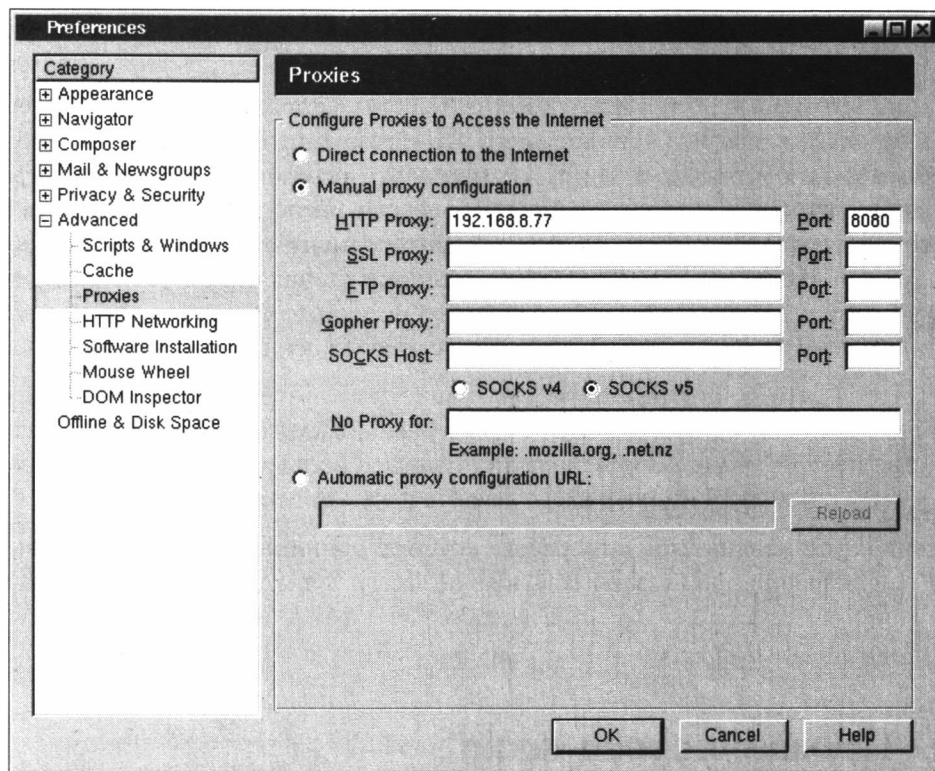 Preferences
Category
Appearance
Navigator
Composer
Mail & Newsgroups
Privacy & Security
Advanced
Scripts & Windows
Cache
Proxies
HTTP Networking
Software Installation
Mouse Wheel
DOM Inspector
Offline & Disk Space
Proxies
Configure Proxies to Access the Internet
Direct connection to the Internet
Manual proxy configuration
HTTP Proxy: 192.168.8.77 Port: 8080
SSL Proxy: Port:
FTP Proxy: Port:
Gopher Proxy: Port:
SOCKS Host: Port:
SOCKS v4 SOCKS v5
No Proxy for:
Example: .mozilla.org, .net.nz
Automatic proxy configuration URL:
Reload
OK Cancel Help